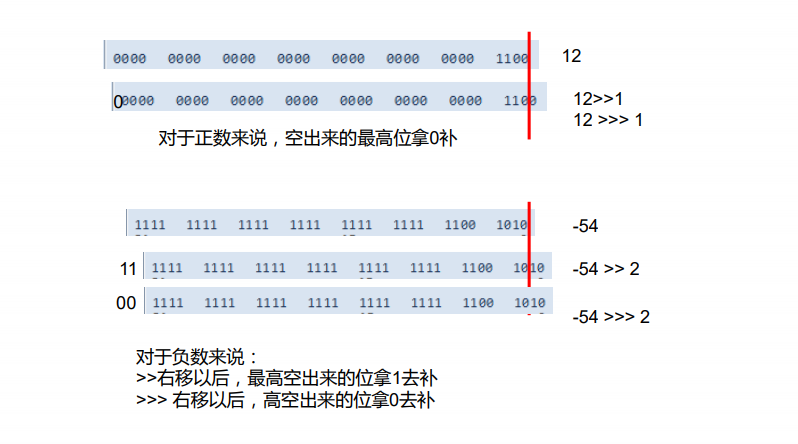 0000 0000 0000 0000 0000 0000 0000 1100 12
0 0000 0000 0000 0000 0000 0000 0000 1100 12>>1
12 >>> 1
对于正数来说，空出来的最高位拿0补
1111 1111 1111 1111 1111 1111 1100 1010 -54
11 1111 1111 1111 1111 1111 1111 1100 1010 -54 >> 2
00 1111 1111 1111 1111 1111 1111 1100 1010 -54 >>> 2
对于负数来说：
>>右移以后，最高空出来的位拿1去补
>>> 右移以后，高空出来的位拿0去补